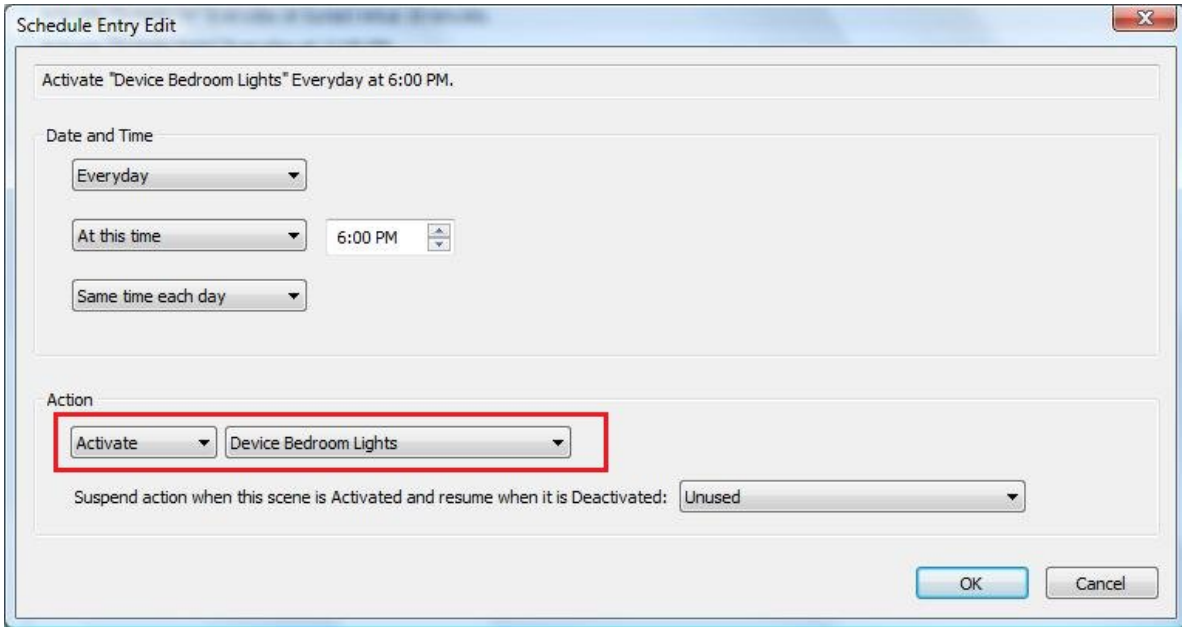 Schedule Entry Edit
Activate "Device Bedroom Lights" Everyday at 6:00 PM.
Date and Time
Everyday
At this time 6:00 PM
Same time each day
Action
Activate Device Bedroom Lights
Suspend action when this scene is Activated and resume when it is Deactivated: Unused
OK Cancel